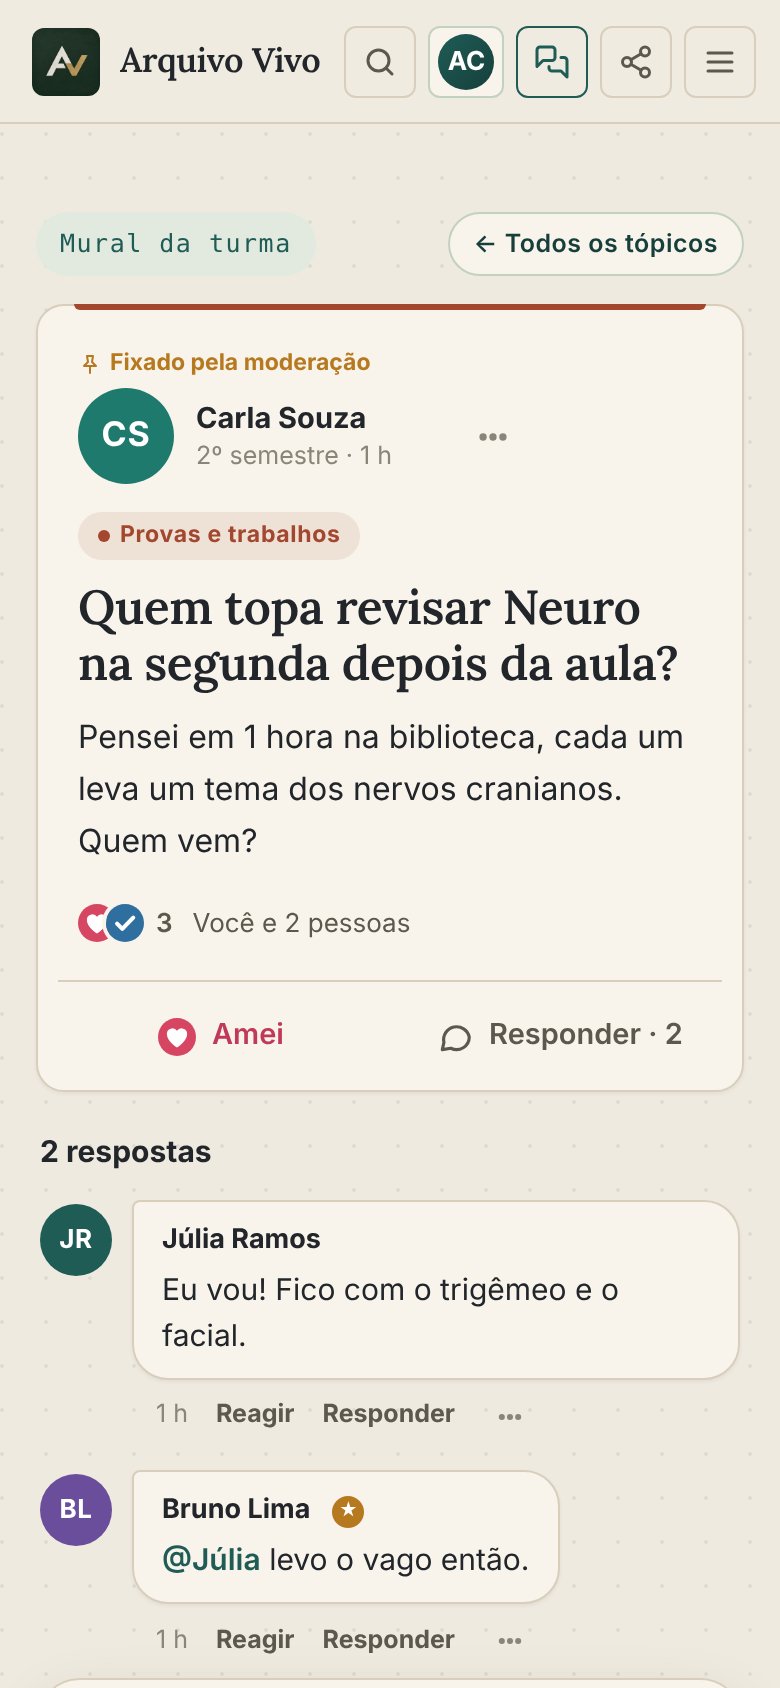 AV Arquivo Vivo AC
Mural da turma
← Todos os tópicos
Fixado pela moderação
CS
Carla Souza
2º semestre · 1 h
Provas e trabalhos
Quem topa revisar Neuro
na segunda depois da aula?
Pensei em 1 hora na biblioteca, cada um
leva um tema dos nervos cranianos.
Quem vem?
3 Você e 2 pessoas
Amei
Responder · 2
2 respostas
JR
Júlia Ramos
Eu vou! Fico com o trigêmeo e o
facial.
1 h Reagir Responder
BL
Bruno Lima
@Júlia levo o vago então.
1 h Reagir Responder